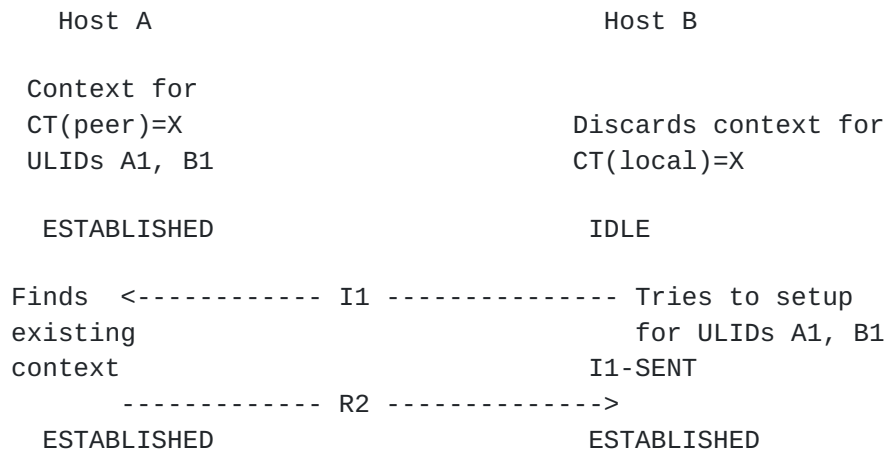 Host A                                Host B
Context for
CT(peer)=X                         Discards context for
ULIDs A1, B1                       CT(local)=X
ESTABLISHED                        IDLE
Finds  <------------ I1 --------------- Tries to setup
existing                                for ULIDs A1, B1
context                             I1-SENT
------------- R2 -------------->
ESTABLISHED                        ESTABLISHED